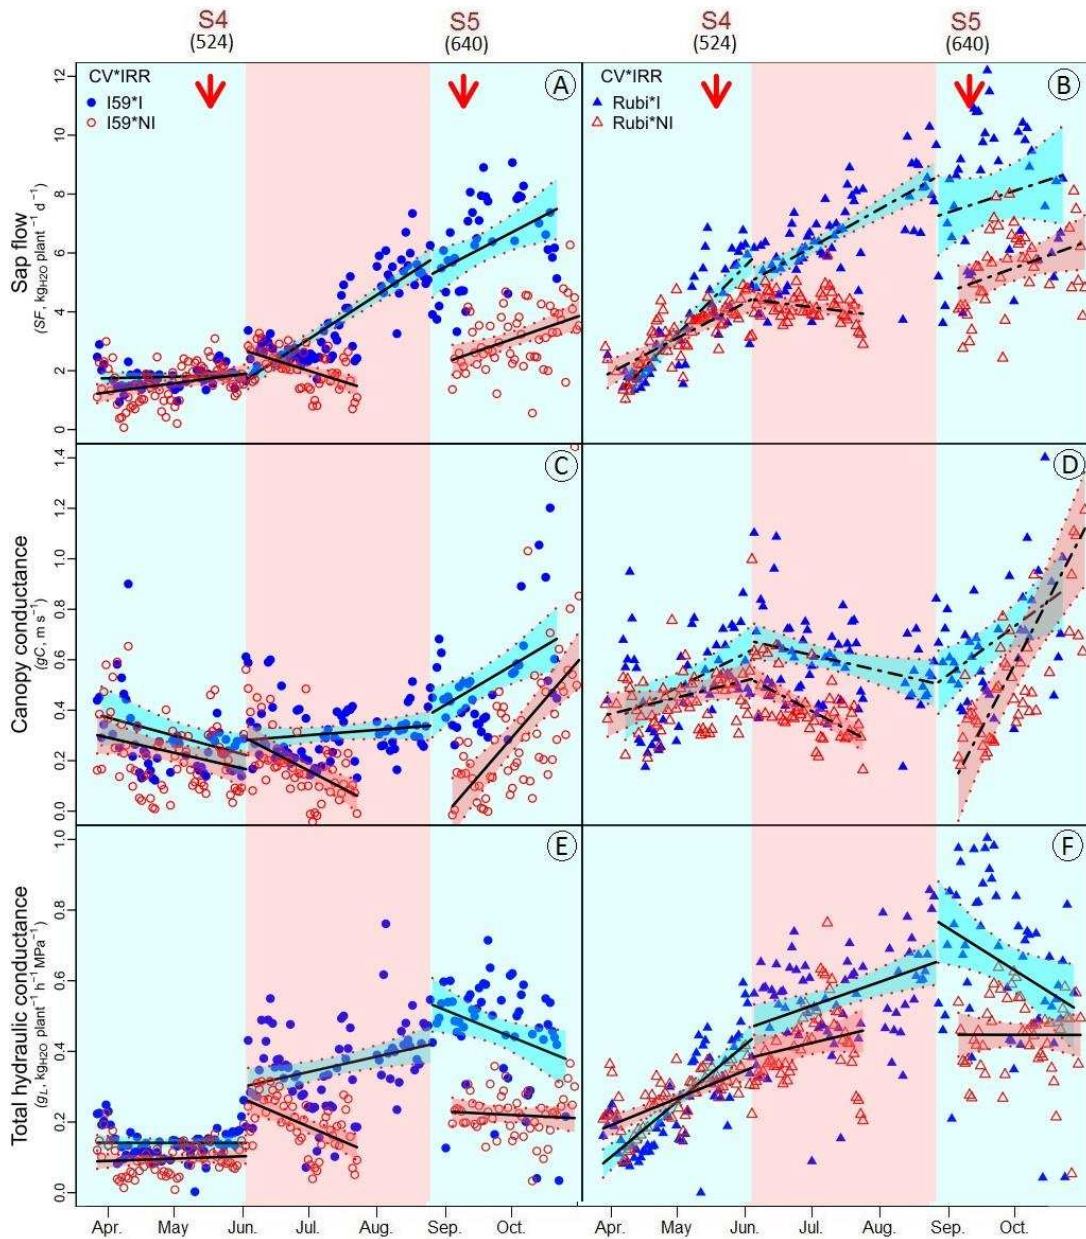 S4 S5 S4 S5
(524) (640) (524) (640)
CV*IRR
I59*I
I59*NI
A
CV*IRR
Rubi*I
Rubi*NI
B
Sap flow
(SF, kgH2O plant⁻¹ d⁻¹)
0 2 4 6 8 10 12
C
D
Canopy conductance
(gC, m s⁻¹)
0.0 0.2 0.4 0.6 0.8 1.0 1.2 1.4
E
F
Total hydraulic conductance
(gL, kgH2O plant⁻¹ h⁻¹ MPa⁻¹)
0.0 0.2 0.4 0.6 0.8 1.0
Apr. May Jun. Jul. Aug. Sep. Oct. Apr. May Jun. Jul. Aug. Sep. Oct.